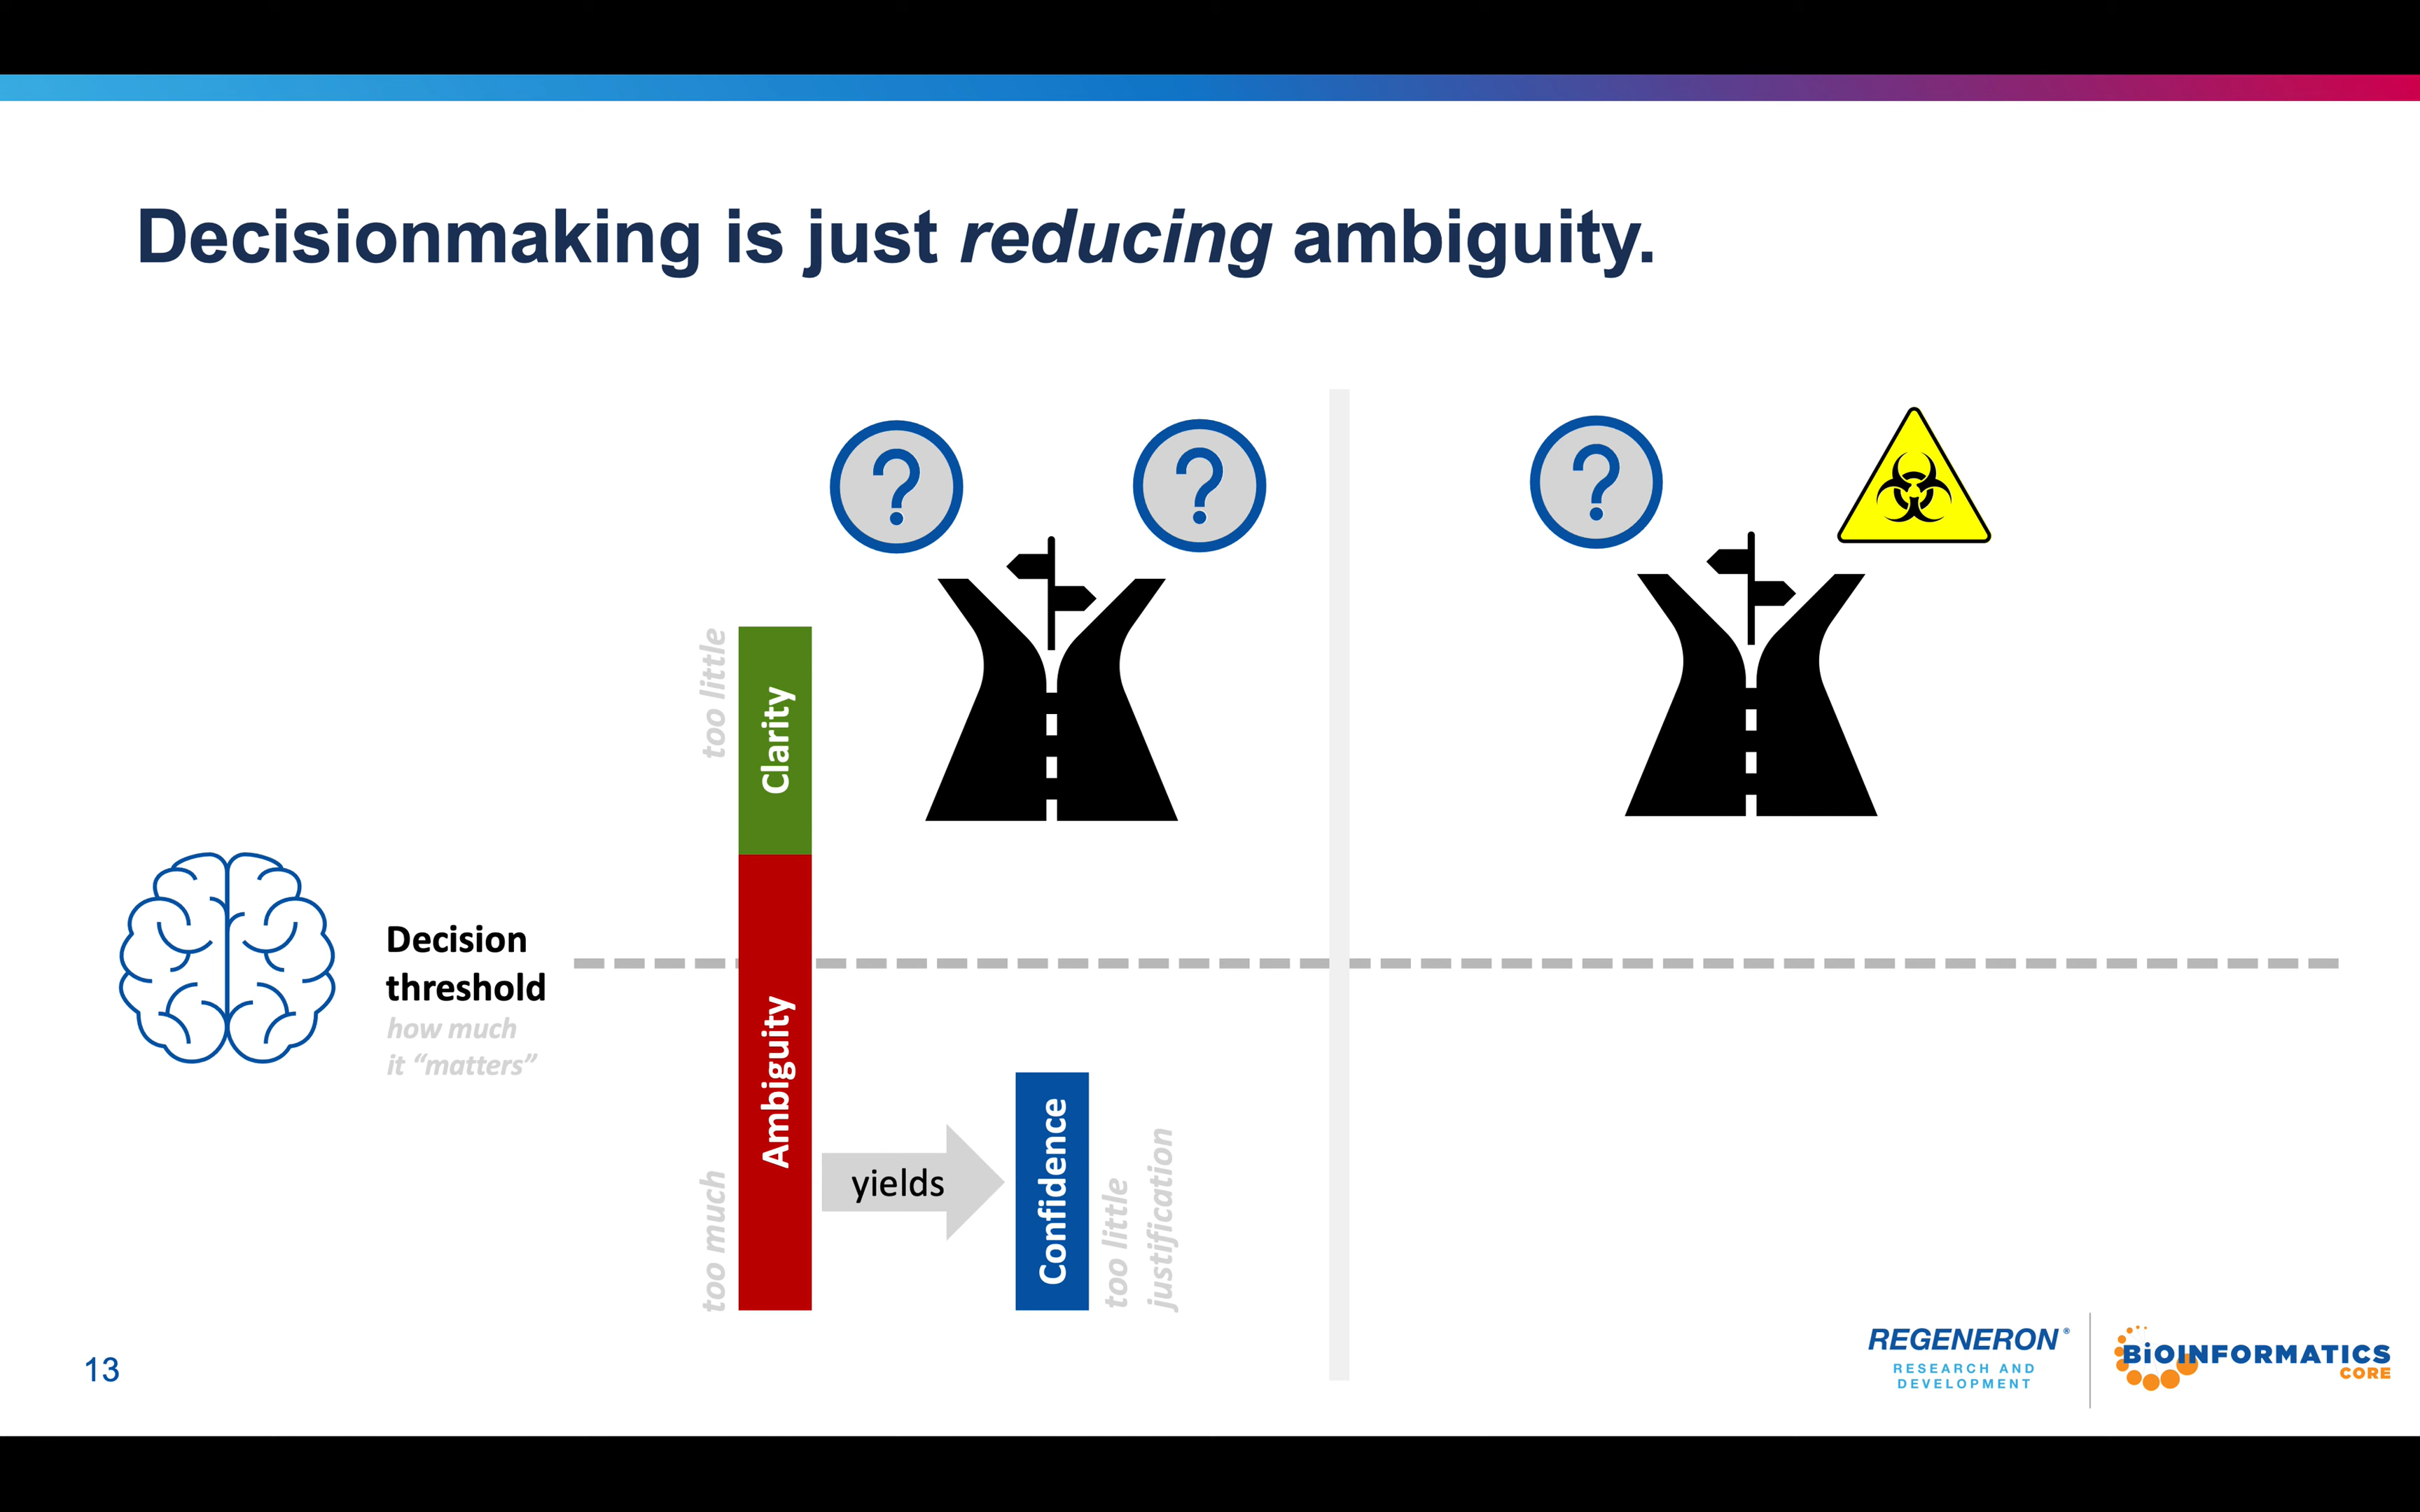 Decisionmaking is just reducing ambiguity.
?
?
?
too little
Clarity
Decision
threshold
how much
it “matters”
Ambiguity
too much
yields
Confidence
too little
justification
13
REGENERON®
RESEARCH AND
DEVELOPMENT
BiOINFORMATICS
CORE